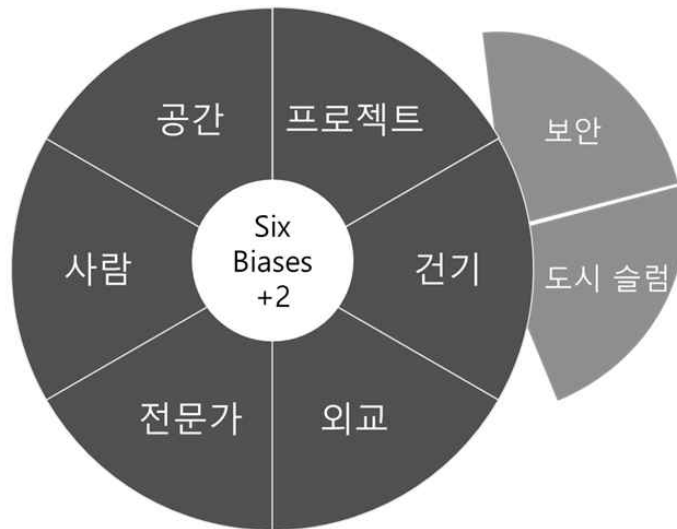 공간
프로젝트
보안
사람
Six
Biases
+2
건기
도시 슬럼
전문가
외교